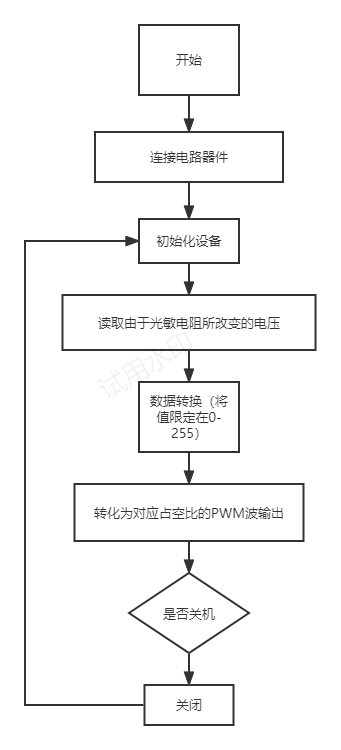 开始
连接电路器件
初始化设备
读取由于光敏电阻所改变的电压
试用水印
数据转换（将
值限定在0-
255）
转化为对应占空比的PWM波输出
是否关机
关闭